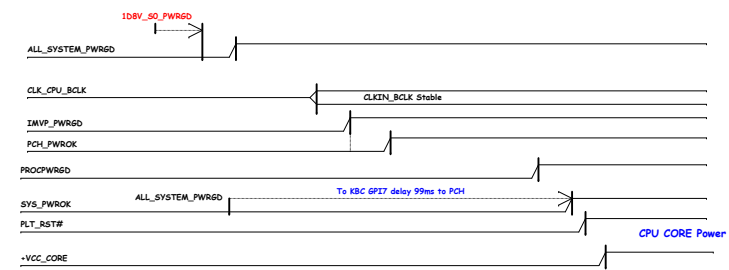 1D8V_S0_PWRGD
ALL_SYSTEM_PWRGD
CLK_CPU_BCLK
CLKIN_BCLK Stable
IMVP_PWRGD
PCH_PWROK
PROCPWRGD
To KBC GPI7 delay 99ms to PCH
ALL_SYSTEM_PWRGD
SYS_PWROK
PLT_RST#
CPU CORE Power
+VCC_CORE